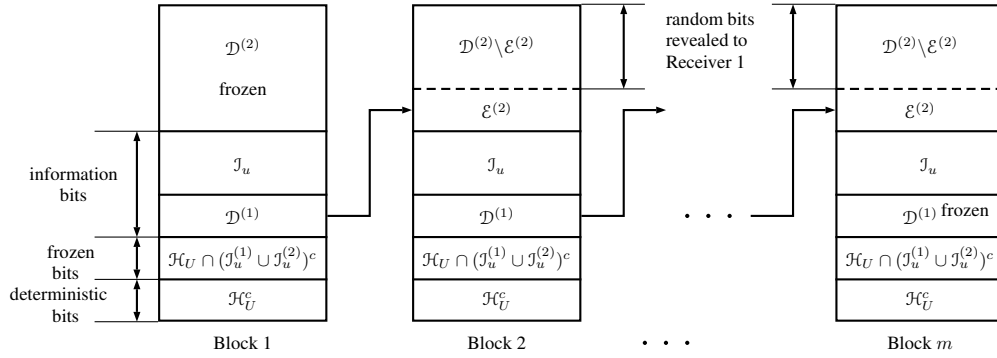 𝒟^(2)
frozen
ℐ_u
𝒟^(1)
ℋ_U ∩ (ℐ_u^(1) ∪ ℐ_u^(2))^c
ℋ_U^c
Block 1
information
bits
frozen
bits
deterministic
bits
𝒟^(2)\ℰ^(2)
ℰ^(2)
ℐ_u
𝒟^(1)
ℋ_U ∩ (ℐ_u^(1) ∪ ℐ_u^(2))^c
ℋ_U^c
Block 2
random bits
revealed to
Receiver 1
· · ·
· · ·
𝒟^(2)\ℰ^(2)
ℰ^(2)
ℐ_u
𝒟^(1) frozen
ℋ_U ∩ (ℐ_u^(1) ∪ ℐ_u^(2))^c
ℋ_U^c
Block m